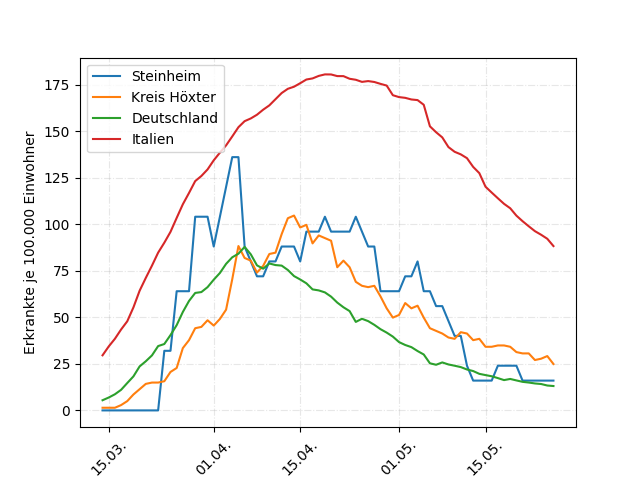 Steinheim
Kreis Höxter
Deutschland
Italien
Erkrankte je 100.000 Einwohner
175
150
125
100
75
50
25
0
15.03.
01.04.
15.04.
01.05.
15.05.